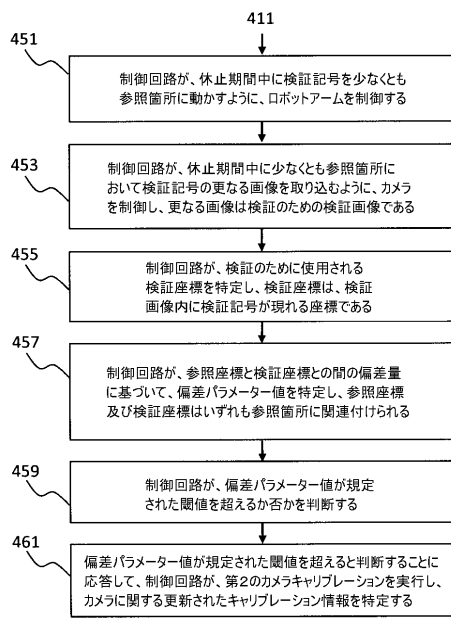 411
451
制御回路が、休止期間中に検証記号を少なくとも
参照箇所に動かすように、ロボットアームを制御する
453
制御回路が、休止期間中に少なくとも参照箇所に
おいて検証記号の更なる画像を取り込むように、カメラ
を制御し、更なる画像は検証のための検証画像である
455
制御回路が、検証のために使用される
検証座標を特定し、検証座標は、検証
画像内に検証記号が現れる座標である
457
制御回路が、参照座標と検証座標との間の偏差量
に基づいて、偏差パラメーター値を特定し、参照座標
及び検証座標はいずれも参照箇所に関連付けられる
459
制御回路が、偏差パラメーター値が規定
された閾値を超えるか否かを判断する
461
偏差パラメーター値が規定された閾値を超えると判断することに
応答して、制御回路が、第2のカメラキャリブレーションを実行し、
カメラに関する更新されたキャリブレーション情報を特定する